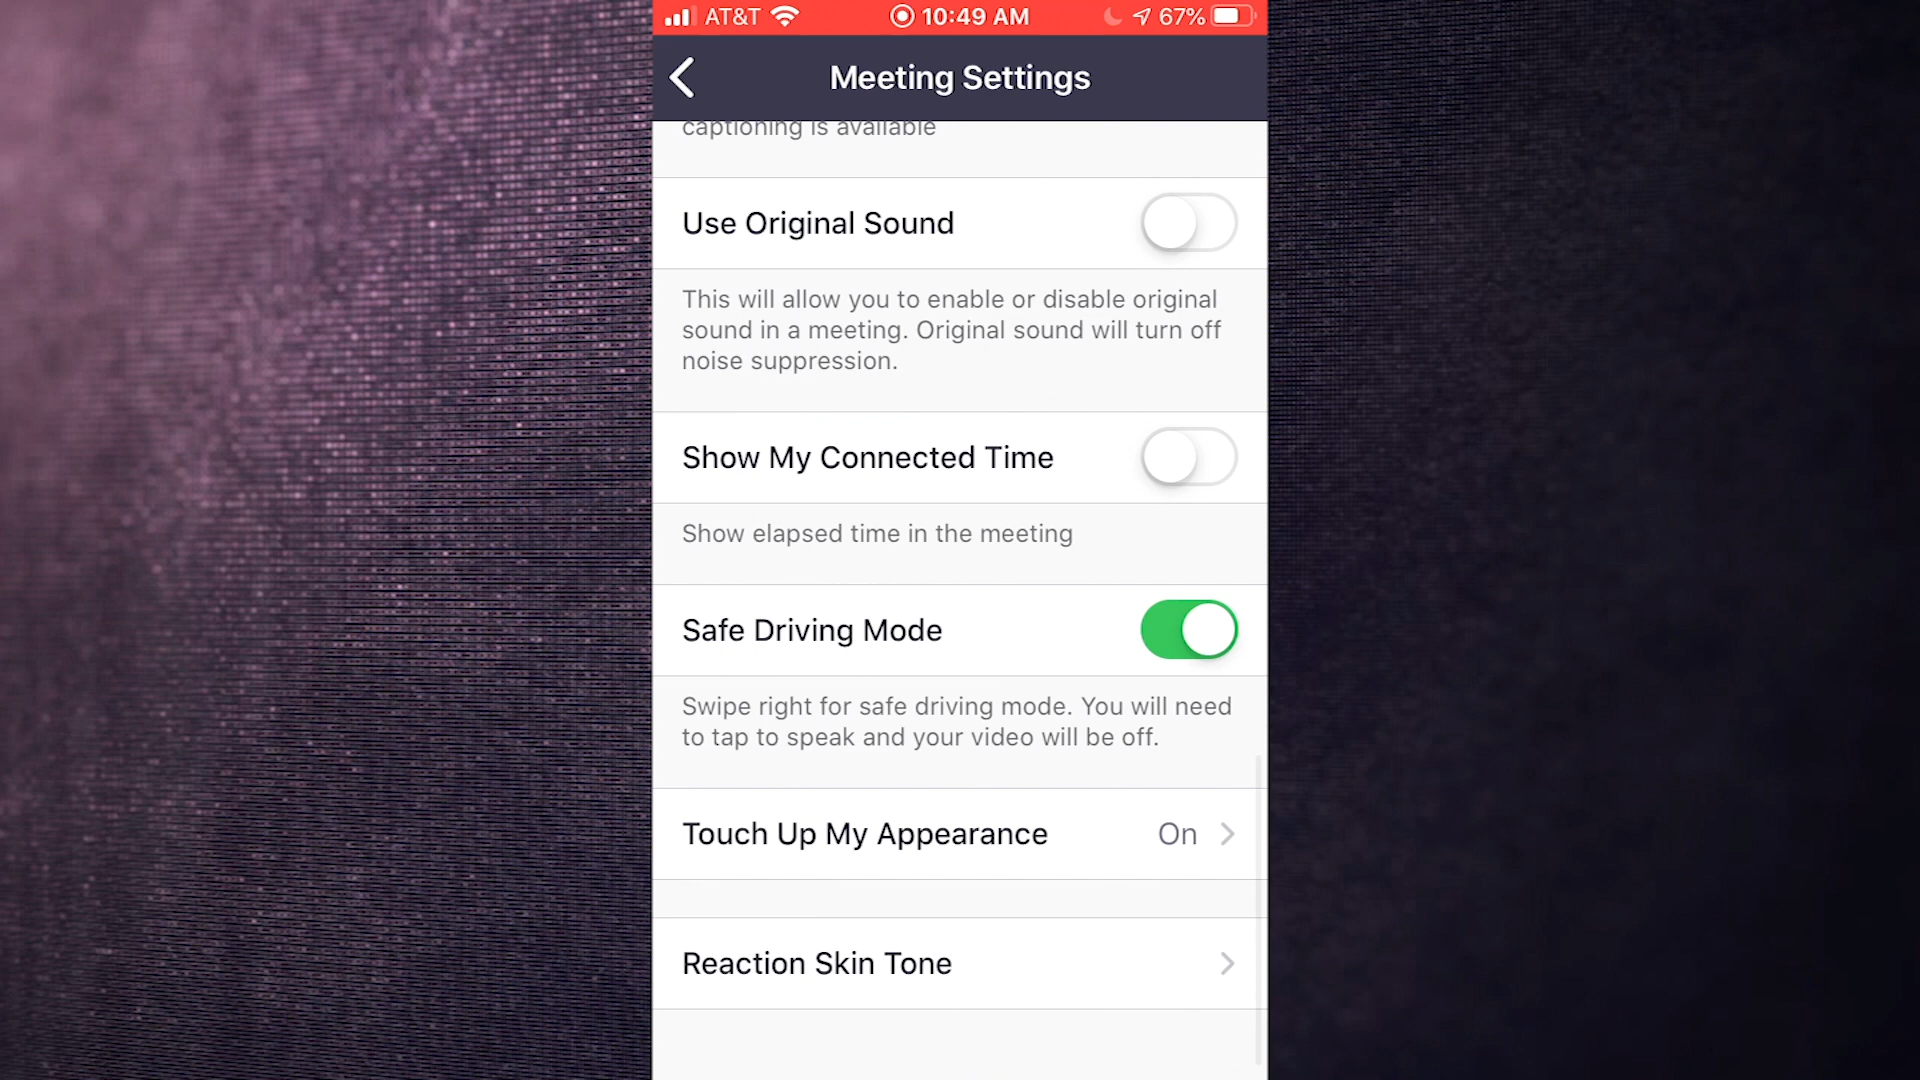 AT&T 10:49 AM 67%
Meeting Settings
captioning is available
Use Original Sound
This will allow you to enable or disable original
sound in a meeting. Original sound will turn off
noise suppression.
Show My Connected Time
Show elapsed time in the meeting
Safe Driving Mode
Swipe right for safe driving mode. You will need
to tap to speak and your video will be off.
Touch Up My Appearance On
Reaction Skin Tone